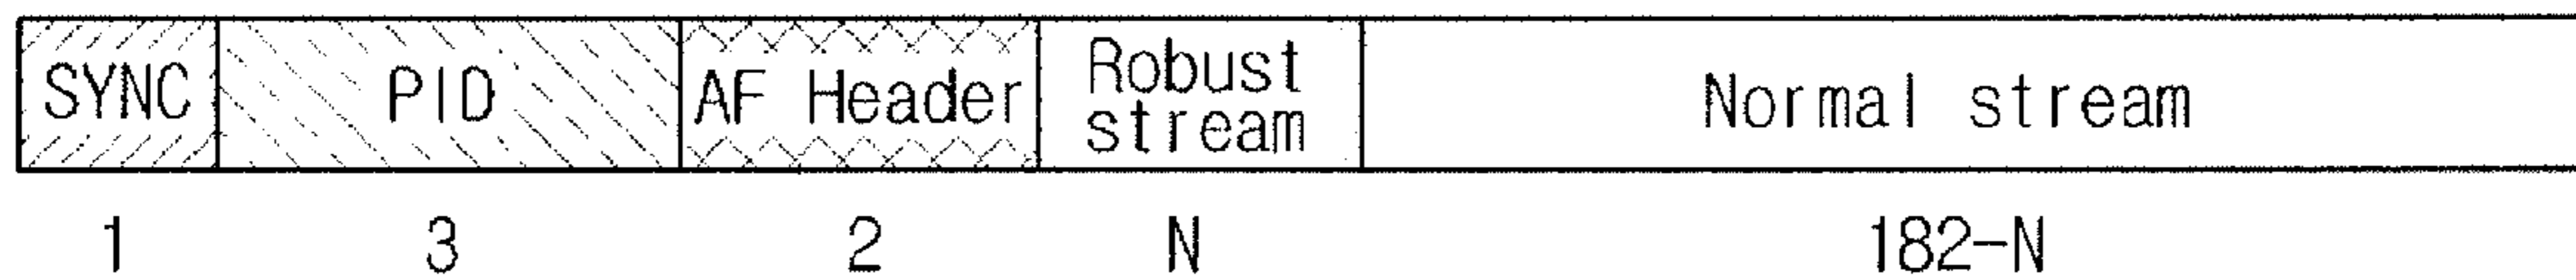 SYNC PID AF Header Robust stream Normal stream
1 3 2 N 182-N